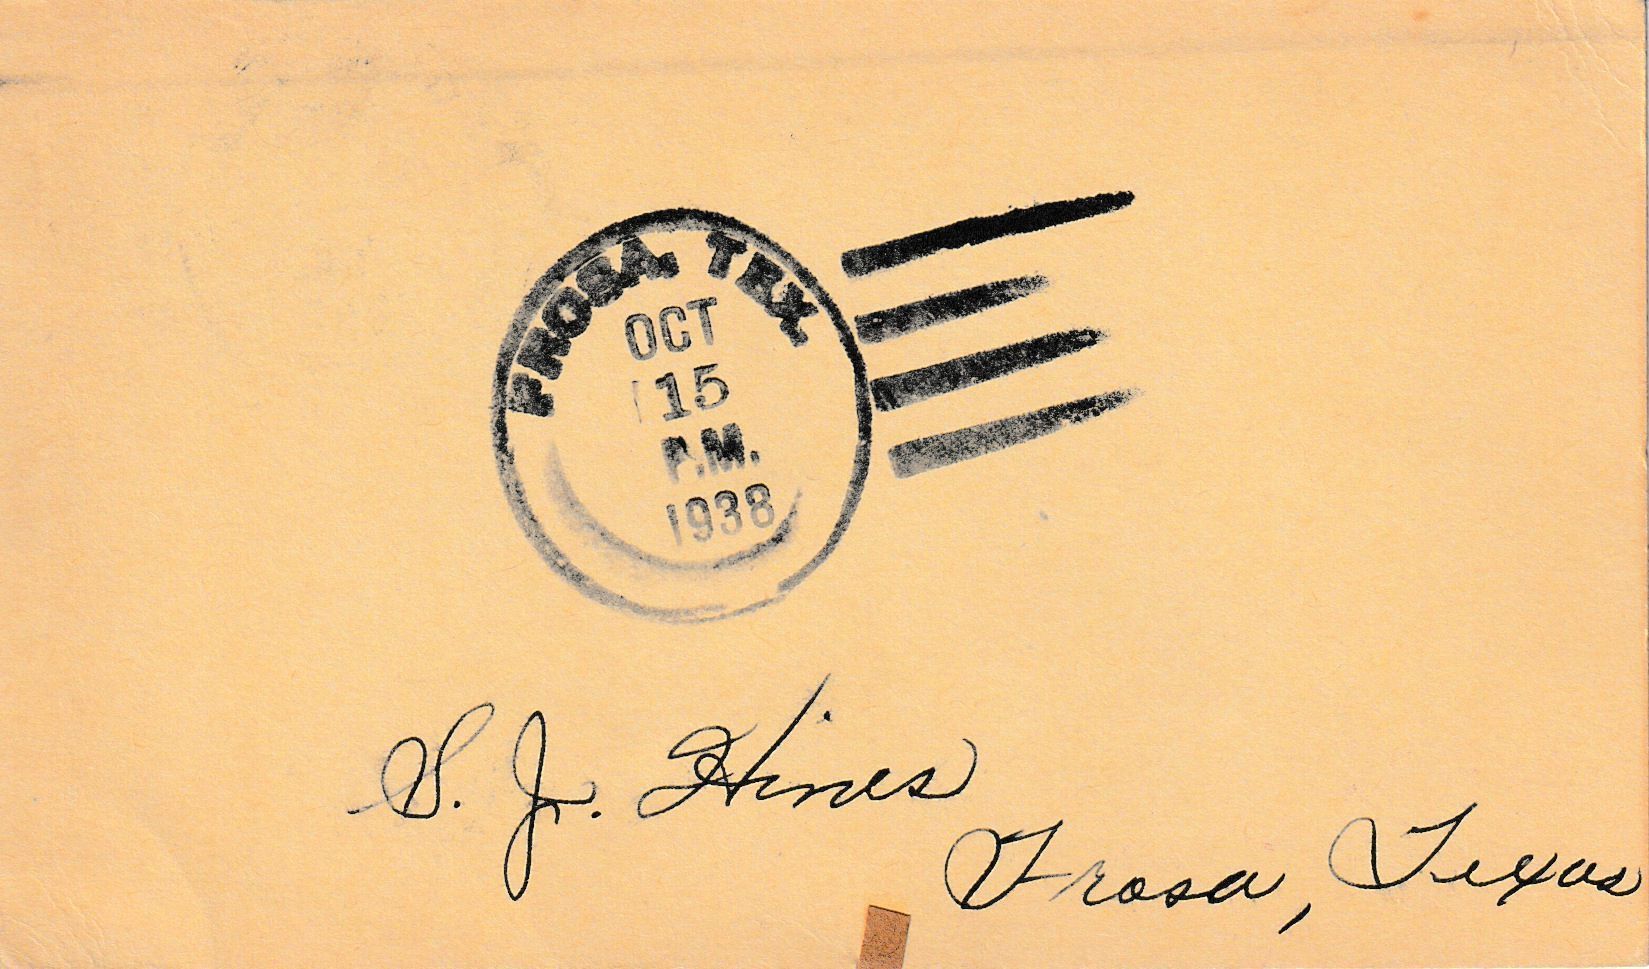 FROSA, TEX.
OCT
15
P.M.
1938
S. J. Hines
Frosa, Texas